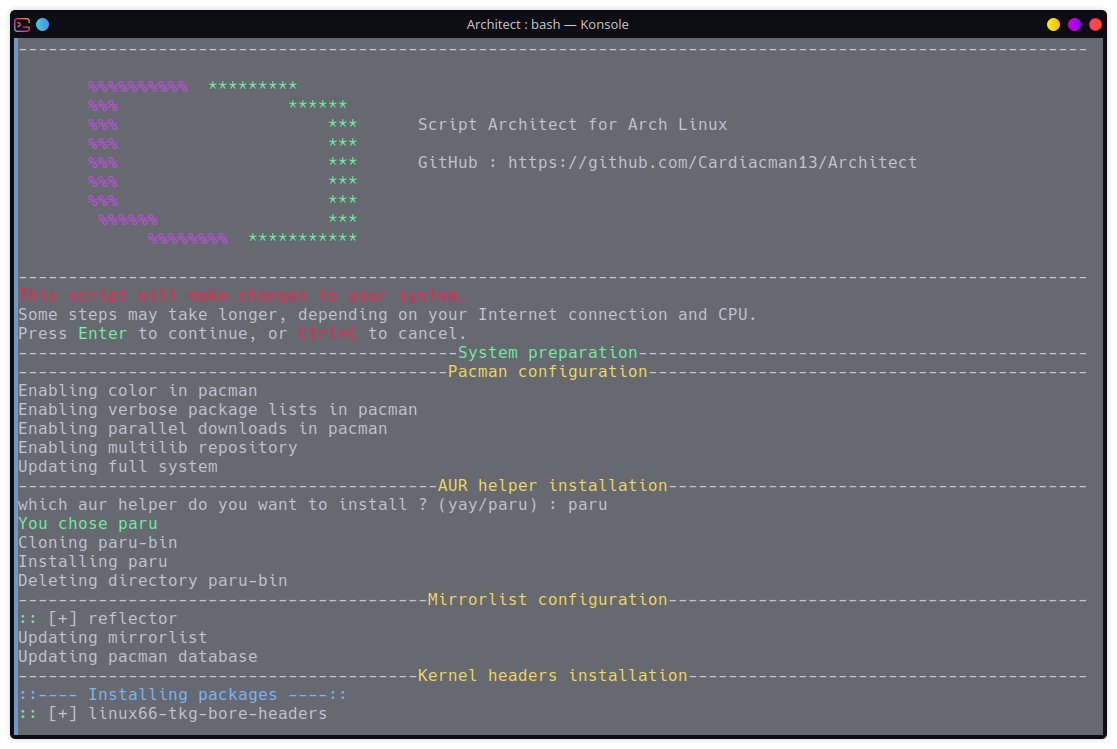 Architect : bash — Konsole
-----------------------------------------------------------------------------------------------------------
%%%%%%%%%% *********
%%% ******
%%% *** Script Architect for Arch Linux
%%% ***
%%% *** GitHub : https://github.com/Cardiacman13/Architect
%%% ***
%%% ***
%%%%%% ***
%%%%%%%% ***********
-----------------------------------------------------------------------------------------------------------
This script will make changes to your system.
Some steps may take longer, depending on your Internet connection and CPU.
Press Enter to continue, or Ctrl+C to cancel.
--------------------------------------------System preparation---------------------------------------------
-------------------------------------------Pacman configuration--------------------------------------------
Enabling color in pacman
Enabling verbose package lists in pacman
Enabling parallel downloads in pacman
Enabling multilib repository
Updating full system
------------------------------------------AUR helper installation------------------------------------------
which aur helper do you want to install ? (yay/paru) : paru
You chose paru
Cloning paru-bin
Installing paru
Deleting directory paru-bin
-----------------------------------------Mirrorlist configuration------------------------------------------
:: [+] reflector
Updating mirrorlist
Updating pacman database
----------------------------------------Kernel headers installation----------------------------------------
::---- Installing packages ----::
:: [+] linux66-tkg-bore-headers